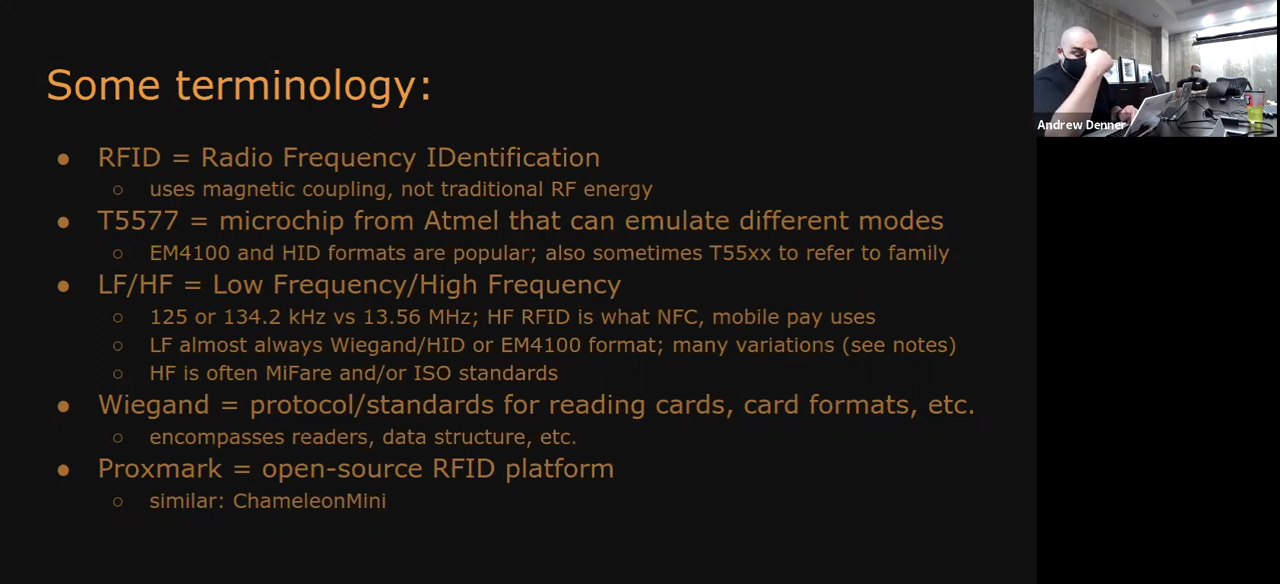 Some terminology:
● RFID = Radio Frequency IDentification
○ uses magnetic coupling, not traditional RF energy
● T5577 = microchip from Atmel that can emulate different modes
○ EM4100 and HID formats are popular; also sometimes T55xx to refer to family
● LF/HF = Low Frequency/High Frequency
○ 125 or 134.2 kHz vs 13.56 MHz; HF RFID is what NFC, mobile pay uses
○ LF almost always Wiegand/HID or EM4100 format; many variations (see notes)
○ HF is often MiFare and/or ISO standards
● Wiegand = protocol/standards for reading cards, card formats, etc.
○ encompasses readers, data structure, etc.
● Proxmark = open-source RFID platform
○ similar: ChameleonMini
Andrew Denner